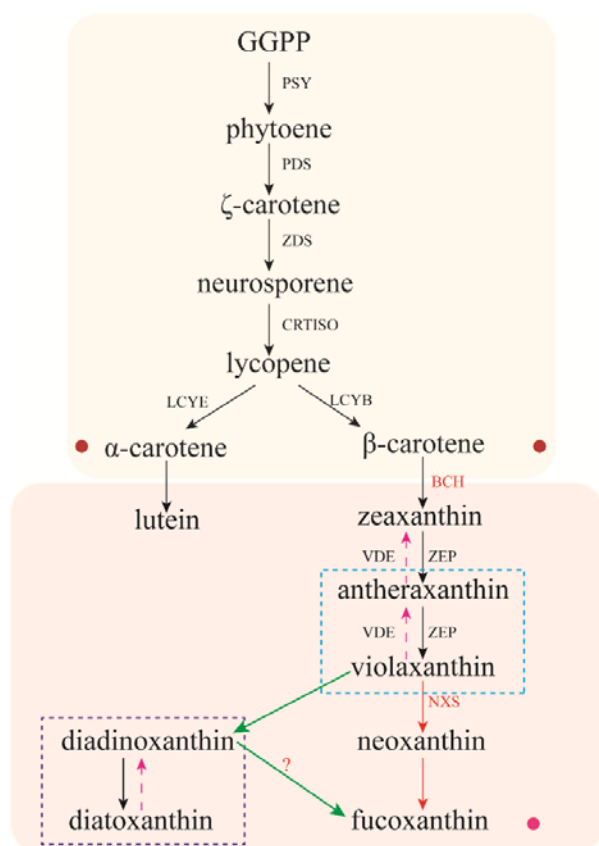 GGPP
PSY
phytoene
PDS
ζ-carotene
ZDS
neurosporene
CRTISO
lycopene
LCYE LCYB
α-carotene β-carotene
BCH
lutein zeaxanthin
VDE ZEP
antheraxanthin
VDE ZEP
violaxanthin
NXS
diadinoxanthin neoxanthin
?
diatoxanthin fucoxanthin